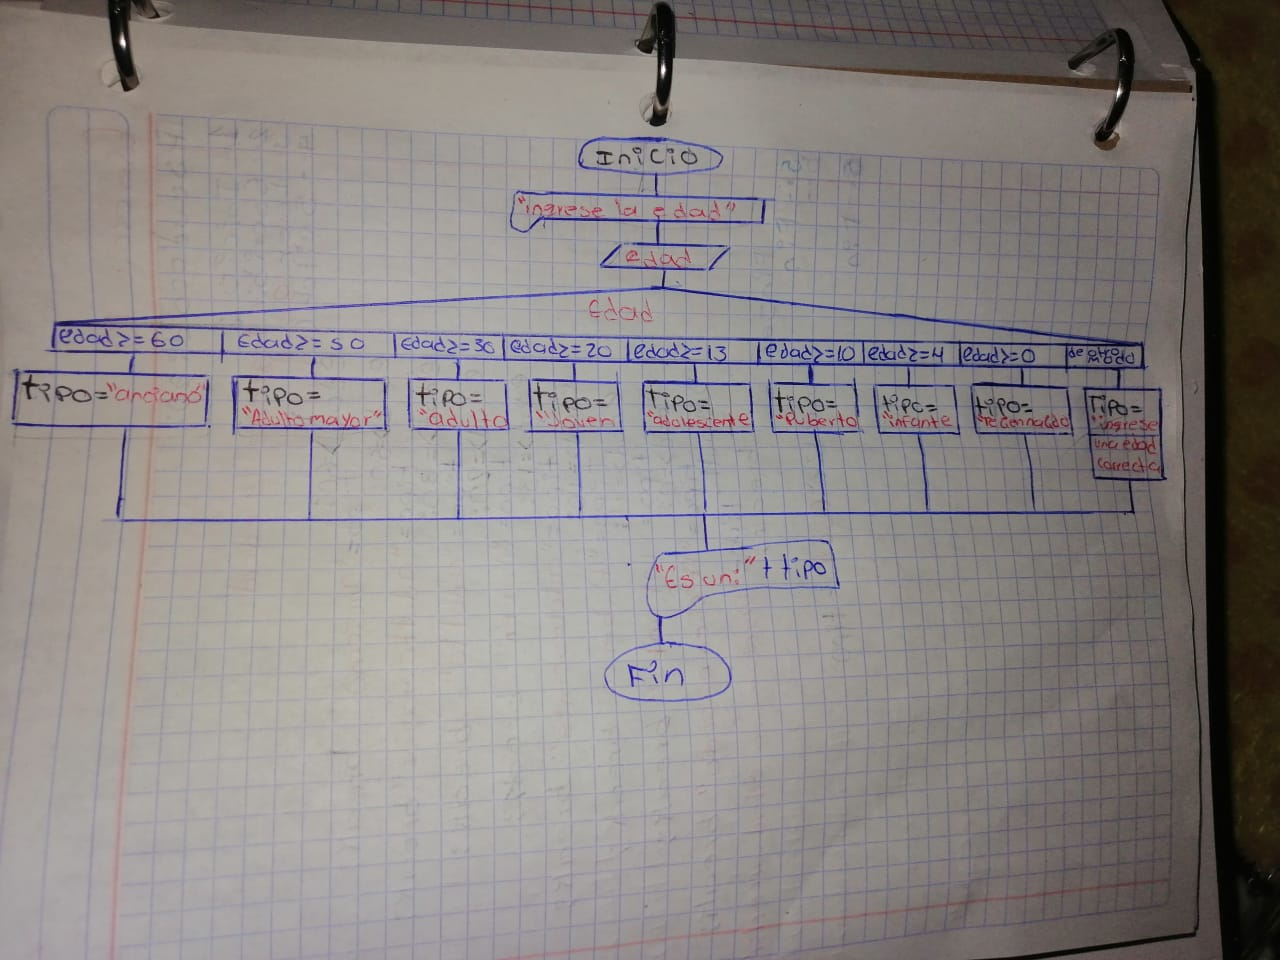 Inicio
"ingrese la edad"
edad
Edad
edad>=60
Edad>=50
Edad>=30
edad>=20
edad>=13
edad>=10
edad>=4
edad>=0
tipo="anciano"
tipo=
"Adulto mayor"
tipo=
"adulto
tipo=
"Joven
tipo=
"adolescente
tipo=
"Puberto
tipo=
"infante
tipo=
"recennacido
Tipo=
"ingrese
una edad
correcta
"Es un:" + tipo
Fin